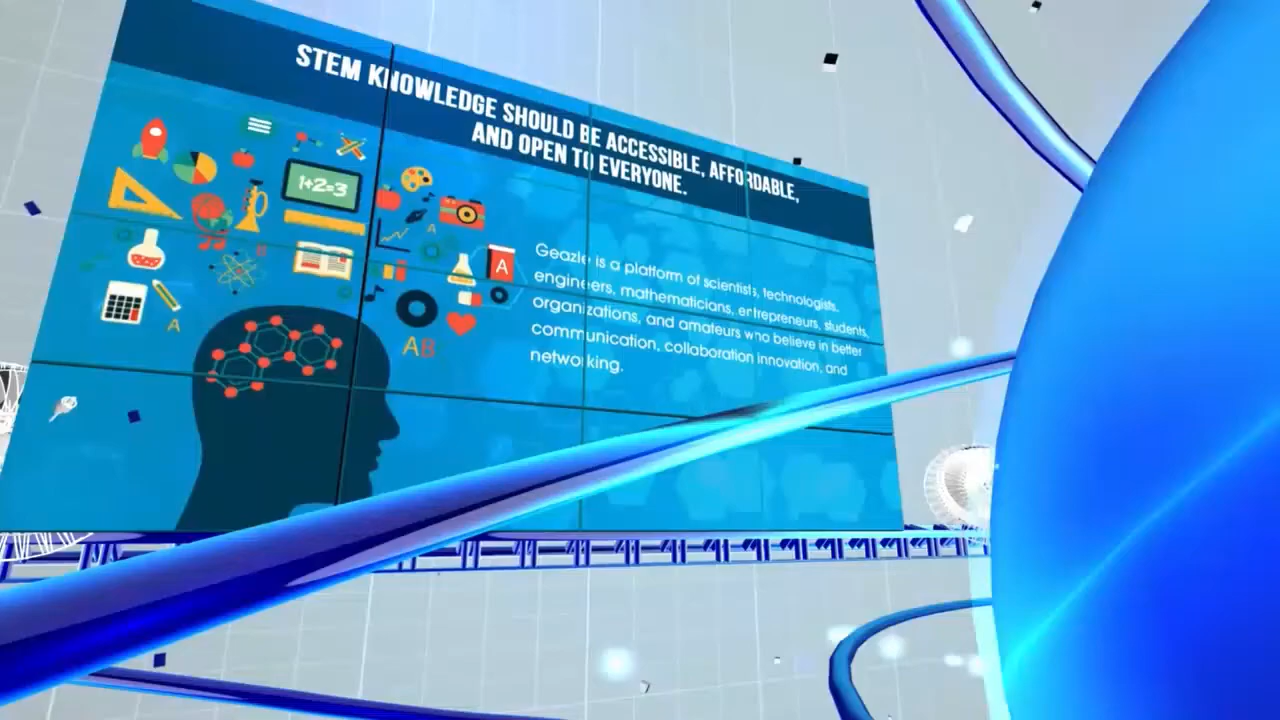 STEM KNOWLEDGE SHOULD BE ACCESSIBLE, AFFORDABLE,
AND OPEN TO EVERYONE.
1+2=3
A
B
A
A
A
AB
Geazle is a platform of scientists, technologists,
engineers, mathematicians, entrepreneurs, students,
organizations, and amateurs who believe in better
communication, collaboration innovation, and
networking.